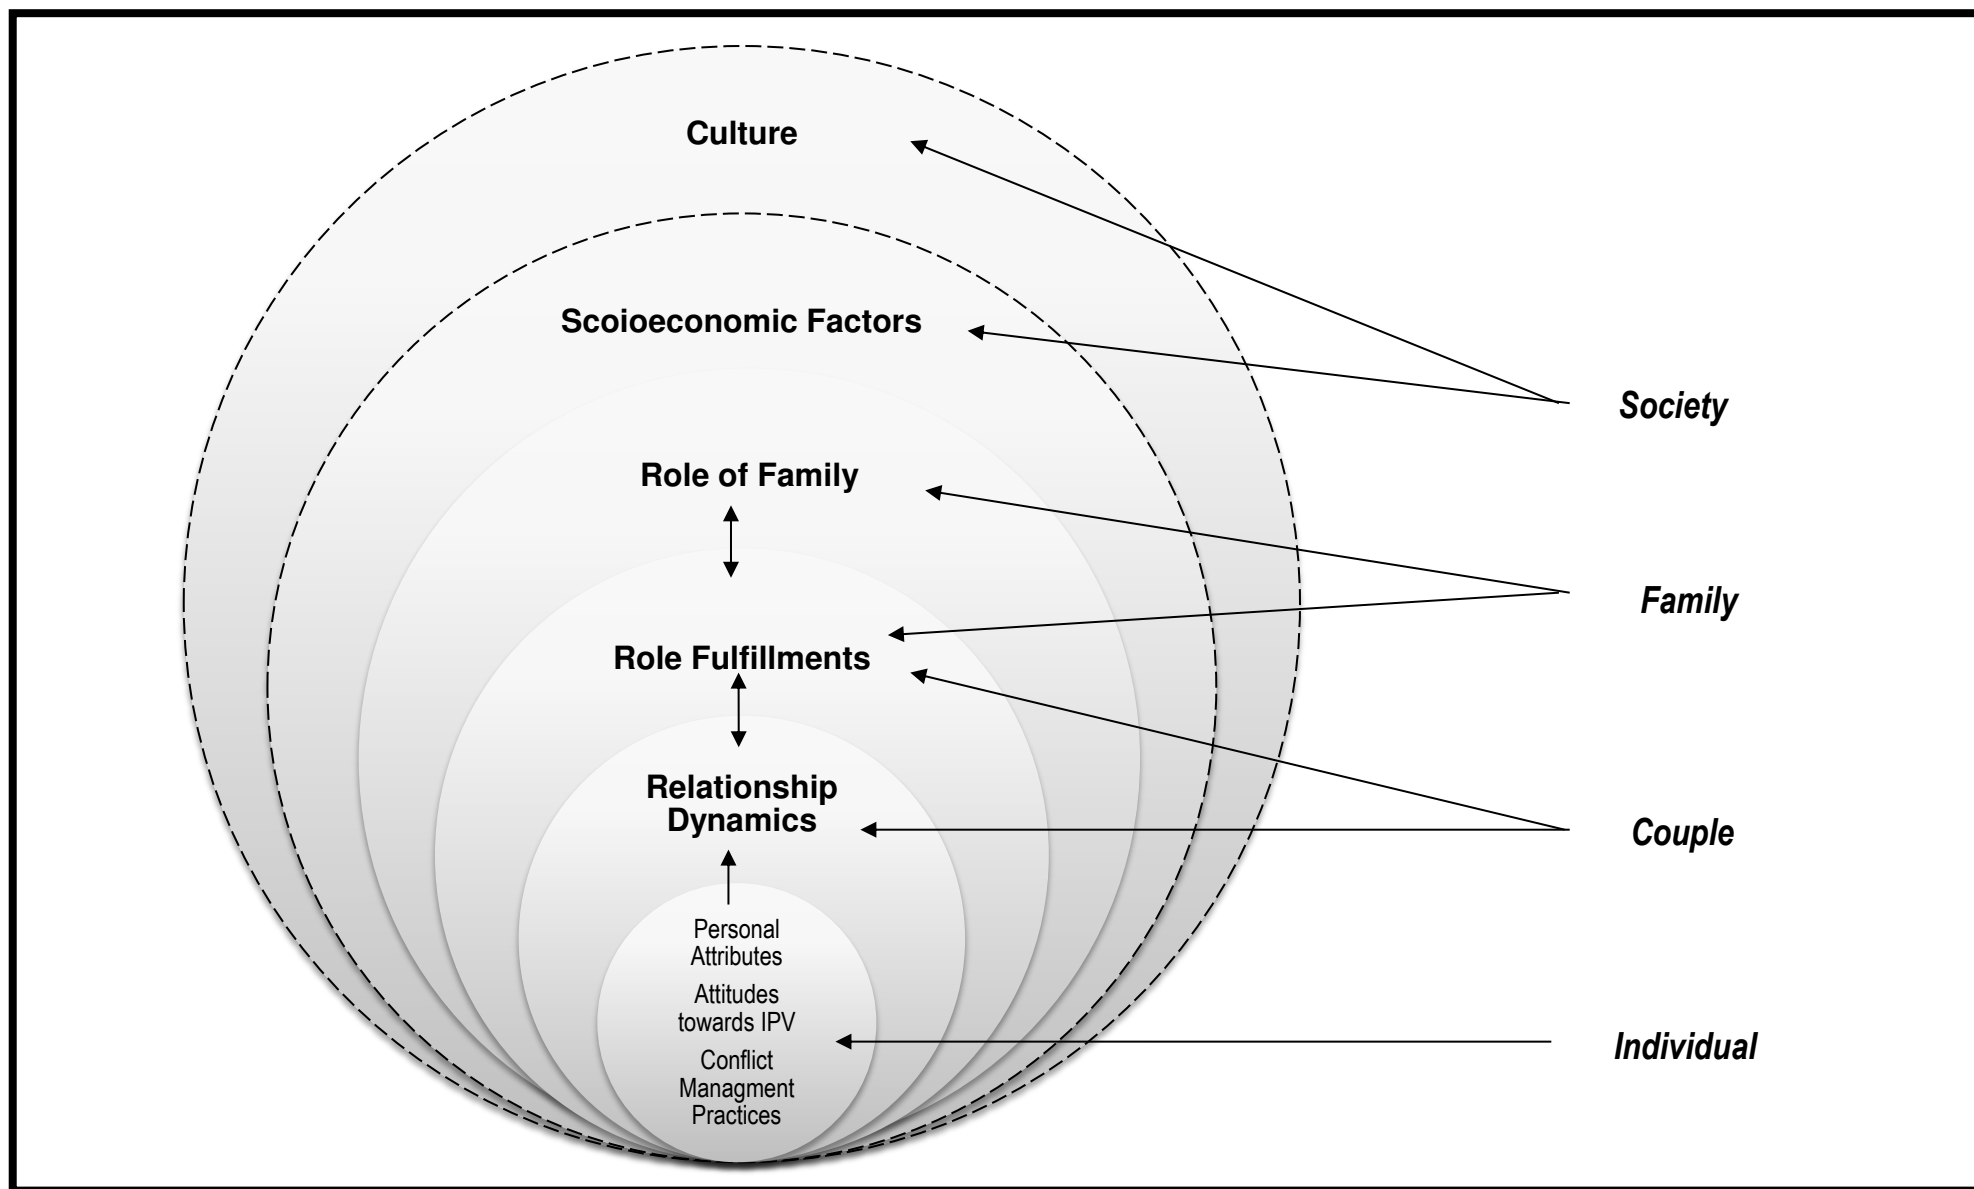 Culture
Scoioeconomic Factors
Society
Role of Family
Family
Role Fulfillments
Relationship
Dynamics
Couple
Personal
Attributes
Attitudes
towards IPV
Conflict
Managment
Practices
Individual